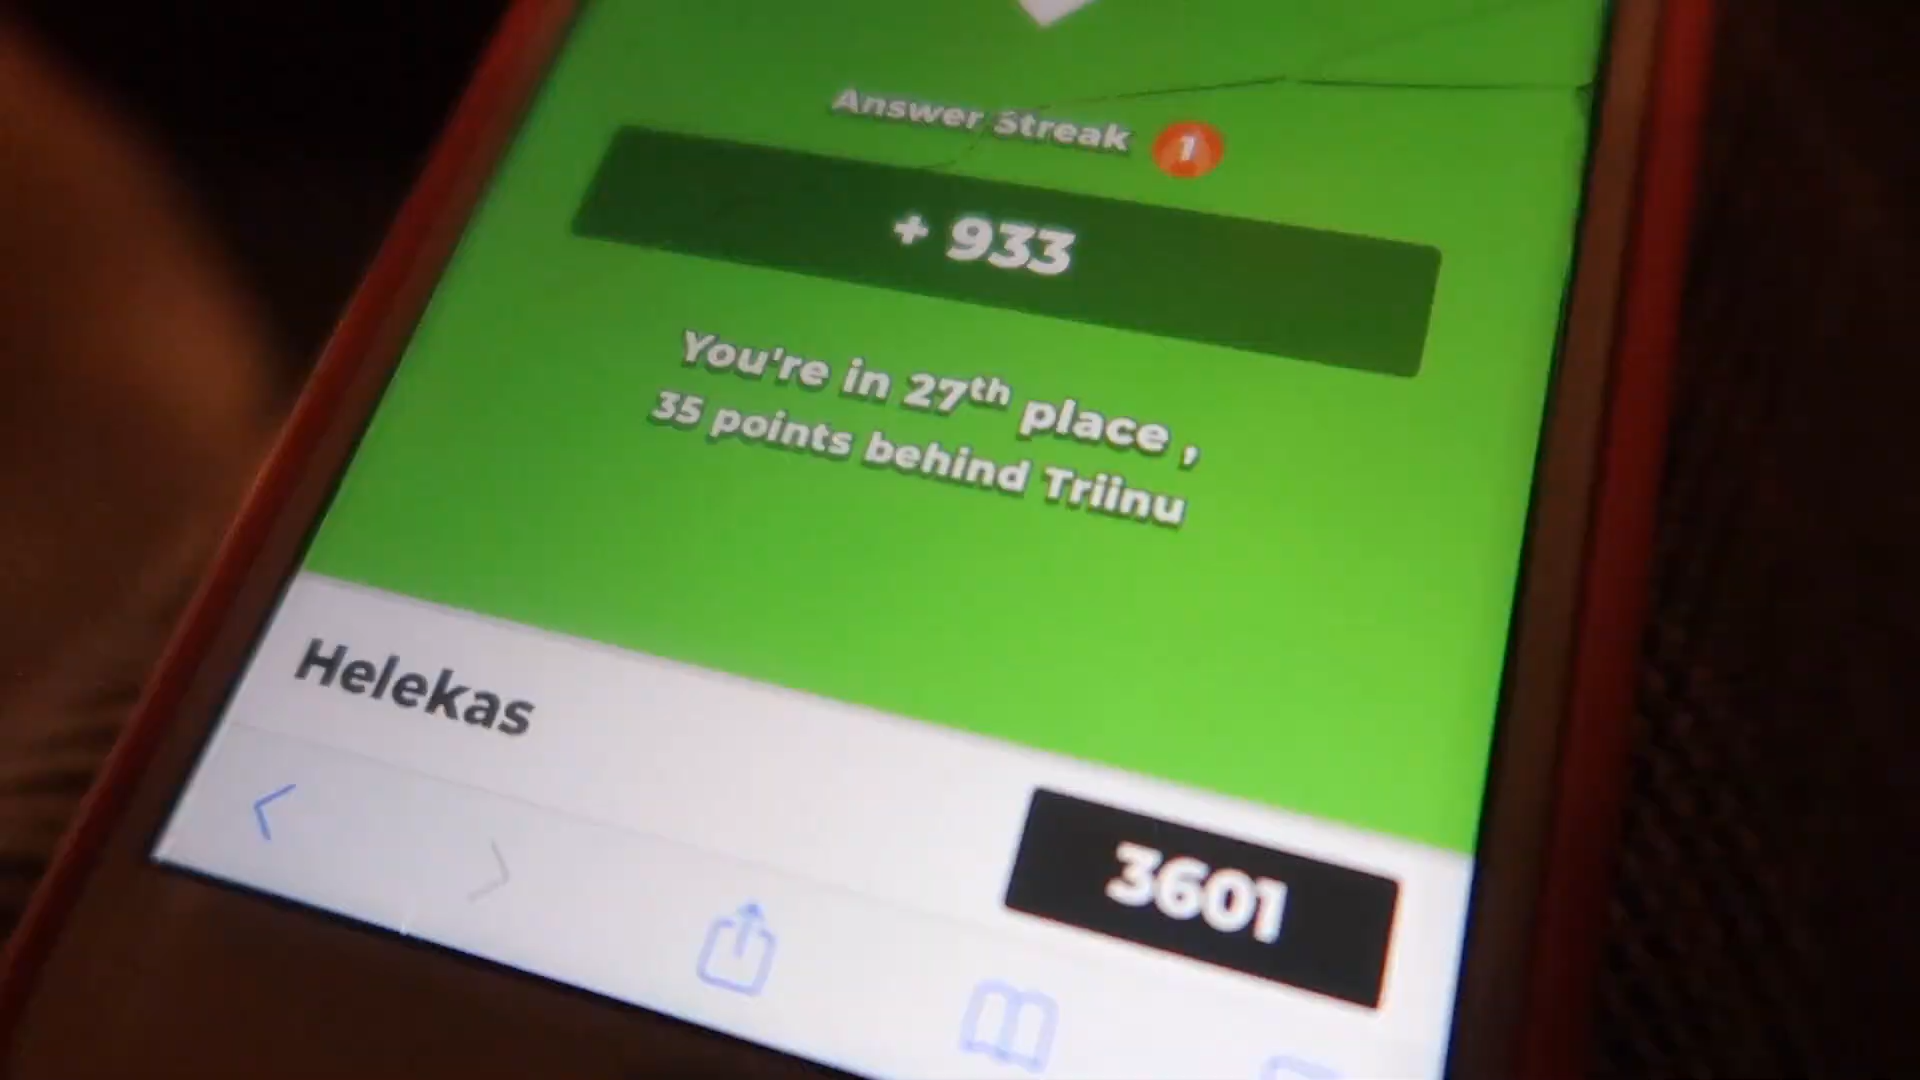 Answer Streak 1
+ 933
You're in 27th place ,
35 points behind Triinu
Helekas
3601